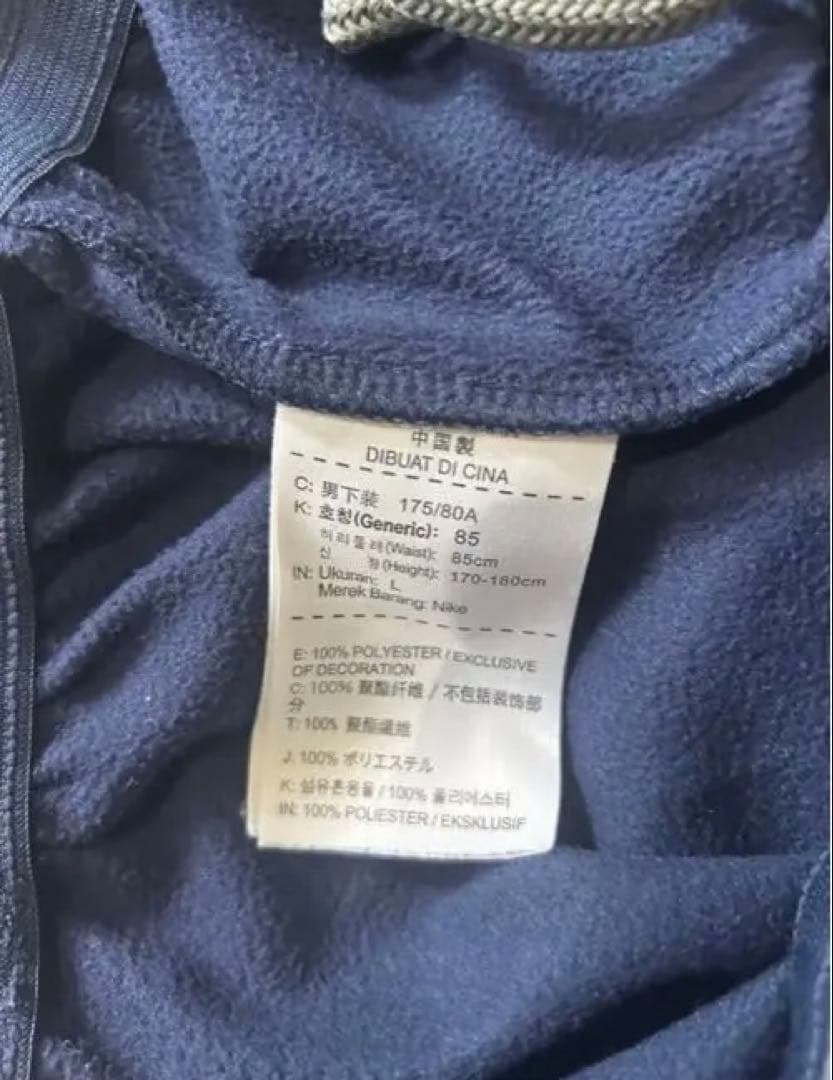 中国製
DIBUAT DI CINA
C: 男下装 175/80A
K: 호칭(Generic): 85
허리둘레(Waist): 85cm
신 장(Height): 170-180cm
IN: Ukuran: L
Merek Barang: Nike
E: 100% POLYESTER / EXCLUSIVE
OF DECORATION
C: 100% 聚酯纤维 / 不包括装饰部
分
T: 100% 聚酯纖維
J: 100% ポリエステル
K: 섬유혼용율 / 100% 폴리에스터
IN: 100% POLIESTER / EKSKLUSIF